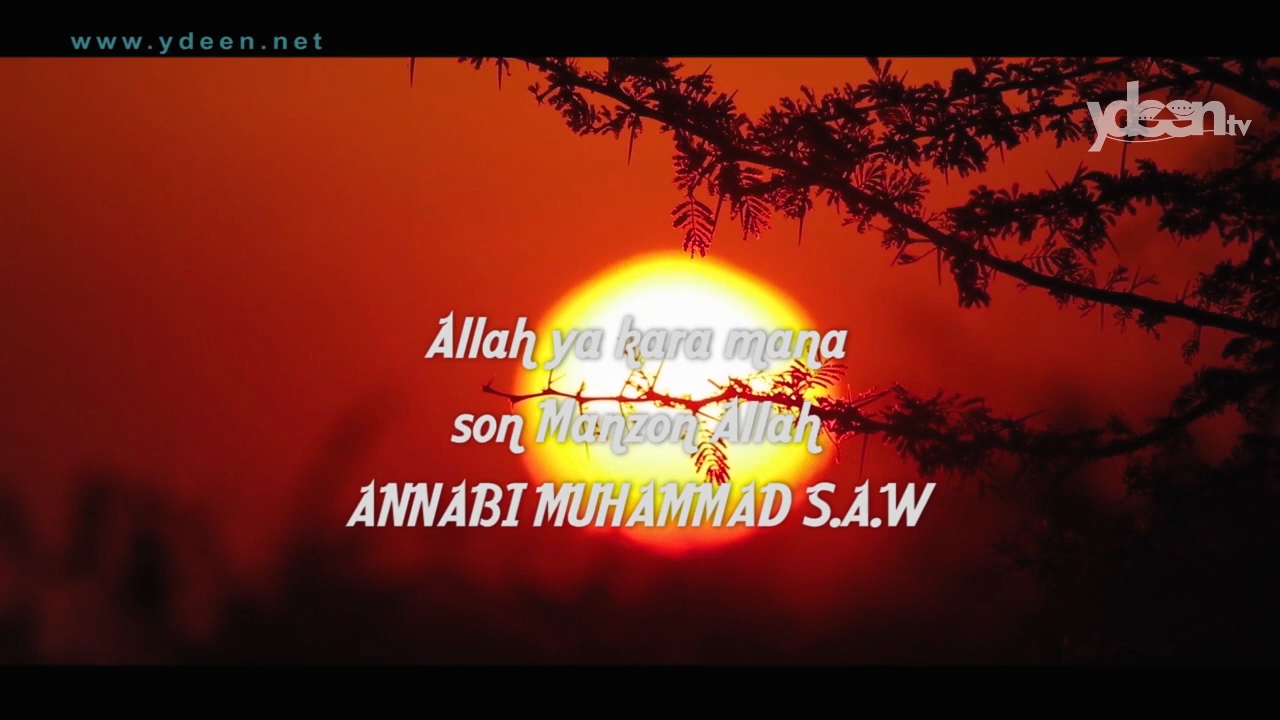 www.ydeen.net
ydeen.tv
Allah ya kara mana
son Manzon Allah
ANNABI MUHAMMAD S.A.W